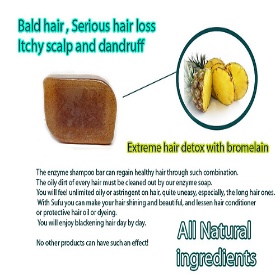 Bald hair , Serious hair loss
Itchy scalp and dandruff
Extreme hair detox with bromelain
The enzyme shampoo bar can regain healthy hair through such combination.
The oily dirt of every hair must be cleaned out by our enzyme soap.
You will feel unlimited oily or astringent on hair, quite uneasy, especially, the long hair ones.
With Sufu you can make your hair shining and beautiful, and lessen hair conditioner
or protective hair oil or dyeing.
You will enjoy blackening hair day by day.
No other products can have such an effect!
All Natural
ingredients